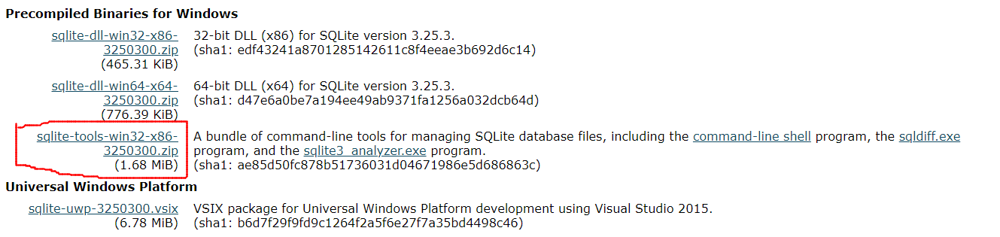 Precompiled Binaries for Windows
sqlite-dll-win32-x86-
3250300.zip
(465.31 KiB)
32-bit DLL (x86) for SQLite version 3.25.3.
(sha1: edf43241a8701285142611c8f4eeae3b692d6c14)
sqlite-dll-win64-x64-
3250300.zip
(776.39 KiB)
64-bit DLL (x64) for SQLite version 3.25.3.
(sha1: d47e6a0be7a194ee49ab9371fa1256a032dcb64d)
sqlite-tools-win32-x86-
3250300.zip
(1.68 MiB)
A bundle of command-line tools for managing SQLite database files, including the command-line shell program, the sqldiff.exe
program, and the sqlite3_analyzer.exe program.
(sha1: ae85d50fc878b51736031d04671986e5d686863c)
Universal Windows Platform
sqlite-uwp-3250300.vsix
(6.78 MiB)
VSIX package for Universal Windows Platform development using Visual Studio 2015.
(sha1: b6d7f29f9fd9c1264f2a5f6e27f7a35bd4498c46)